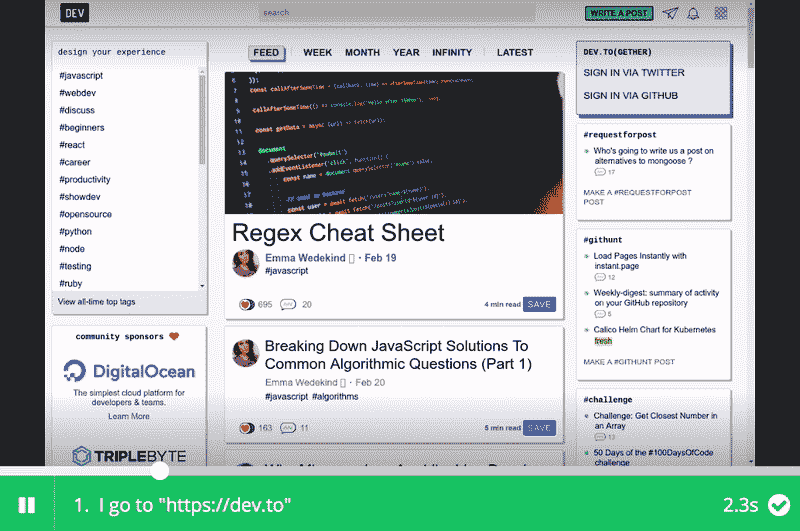 DEV
search
WRITE A POST
design your experience
#javascript
#webdev
#discuss
#beginners
#react
#career
#productivity
#showdev
#opensource
#python
#node
#testing
#ruby
View all-time top tags
community sponsors
DigitalOcean
The simplest cloud platform for
developers & teams.
Learn More
TRIPLEBYTE
FEED WEEK MONTH YEAR INFINITY LATEST
Regex Cheat Sheet
Emma Wedekind ・ Feb 19
#javascript
695 20 4 min read SAVE
Breaking Down JavaScript Solutions To
Common Algorithmic Questions (Part 1)
Emma Wedekind ・ Feb 20
#javascript #algorithms
163 11 5 min read SAVE
DEV.TO(GETHER)
SIGN IN VIA TWITTER
SIGN IN VIA GITHUB
#requestforpost
Who's going to write us a post on
alternatives to mongoose ?
17
MAKE A #REQUESTFORPOST
POST
#githunt
Load Pages Instantly with
instant.page
12
Weekly-digest: summary of activity
on your GitHub repository
5
Calico Helm Chart for Kubernetes
fresh
MAKE A #GITHUNT POST
#challenge
Challenge: Get Closest Number in
an Array
13
50 Days of the #100DaysOfCode
challenge
1. I go to "https://dev.to" 2.3s